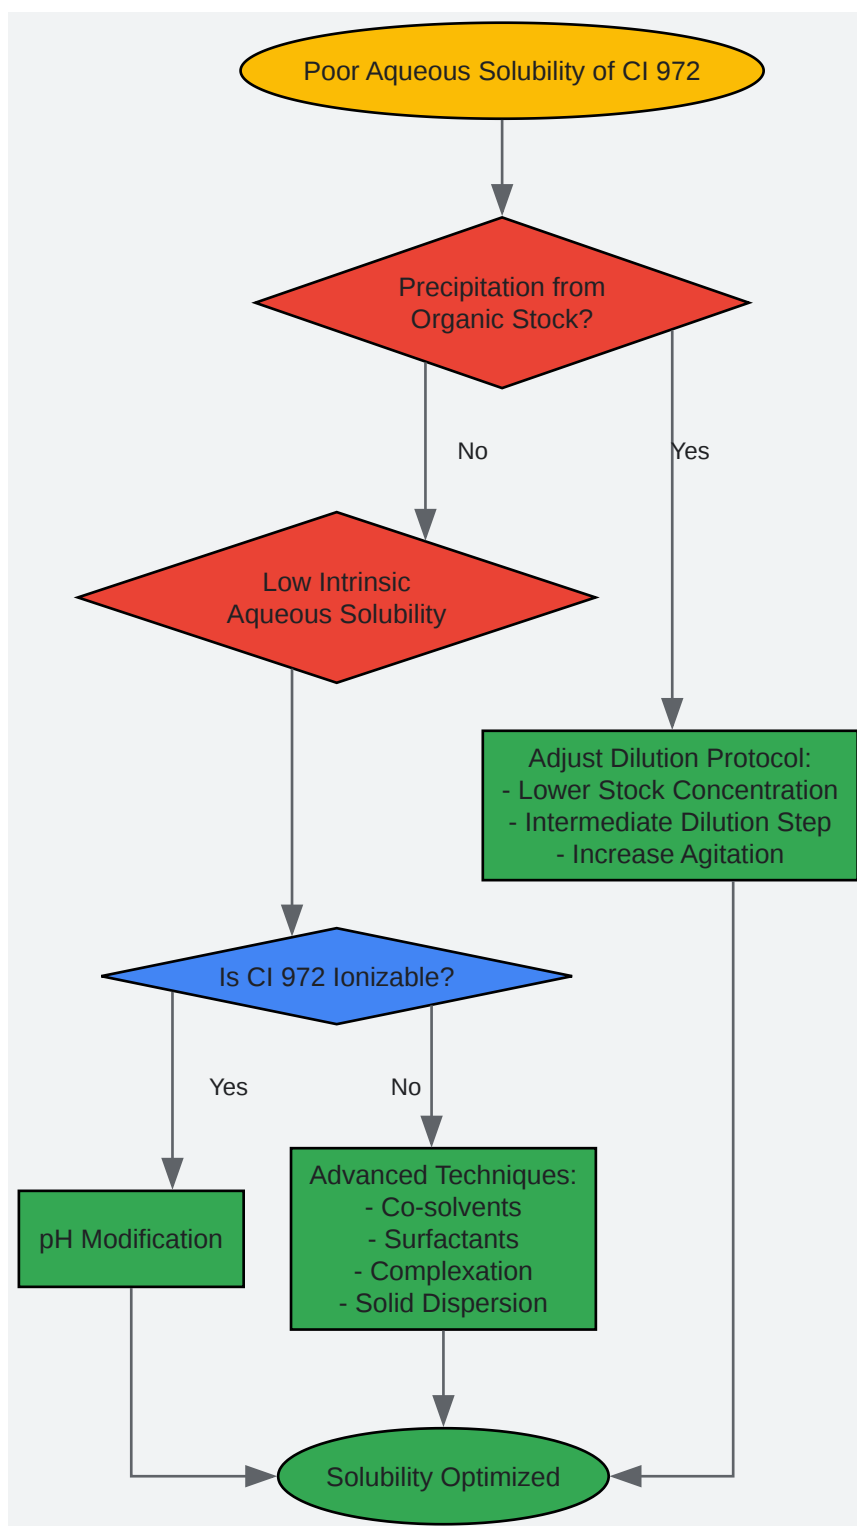 Poor Aqueous Solubility of CI 972
Precipitation from
Organic Stock?
No
Yes
Low Intrinsic
Aqueous Solubility
Adjust Dilution Protocol:
- Lower Stock Concentration
- Intermediate Dilution Step
- Increase Agitation
Is CI 972 Ionizable?
Yes
No
pH Modification
Advanced Techniques:
- Co-solvents
- Surfactants
- Complexation
- Solid Dispersion
Solubility Optimized